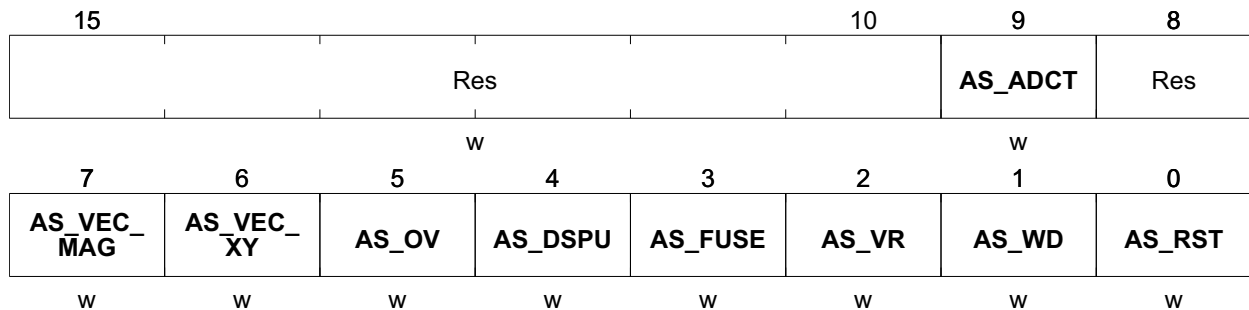 15 10 9 8
Res AS_ADCT Res
w w
7 6 5 4 3 2 1 0
AS_VEC_ AS_VEC_ AS_OV AS_DSPU AS_FUSE AS_VR AS_WD AS_RST
MAG XY
w w w w w w w w